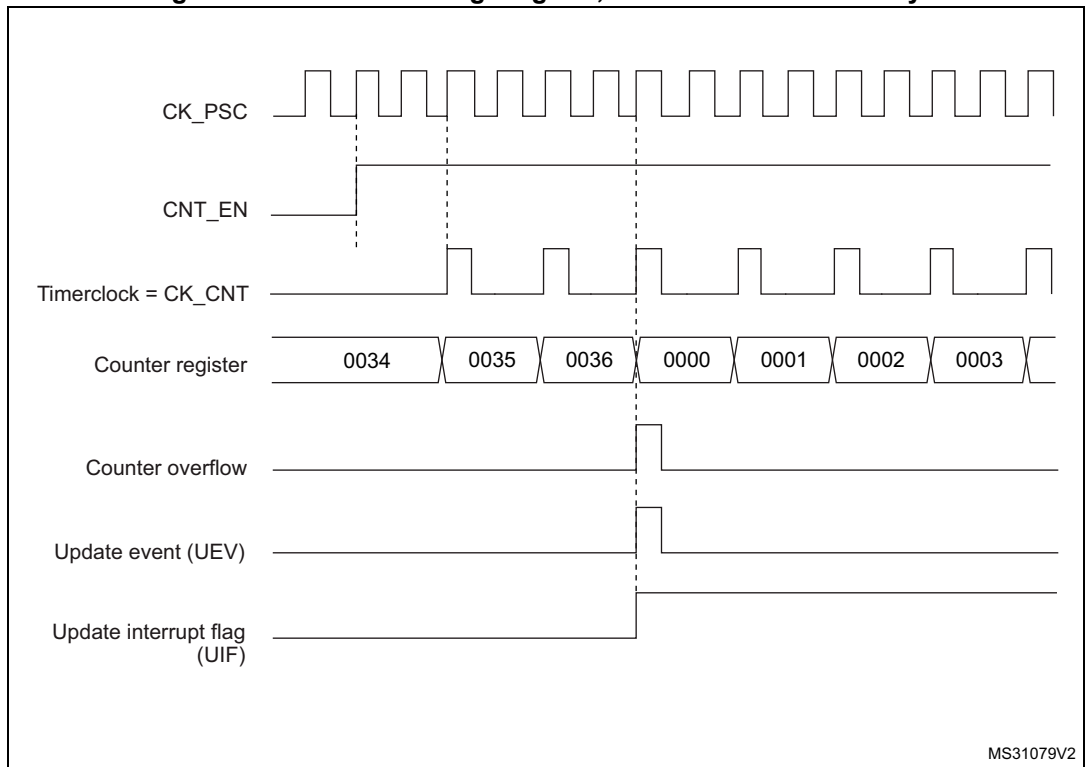 CK_PSC
CNT_EN
Timerclock = CK_CNT
Counter register
0034
0035
0036
0000
0001
0002
0003
Counter overflow
Update event (UEV)
Update interrupt flag
(UIF)
MS31079V2